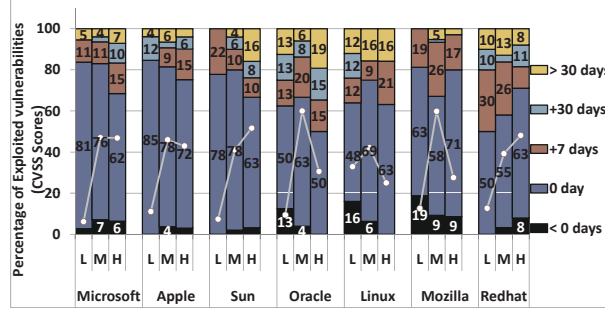 Percentage of Exploited vulnerabilities
(CVSS Scores)
100
80
60
40
20
0
5 4 7 4 6 6 4 16 13 6 19 12 16 16 5 17 10 13 8
11 11 10 12 9 6 22 6 8 13 8 15 12 9 21 19 26 10 26 11
15 15 10 10 13 20 15 12 30
81 76 62 85 78 72 78 78 63 50 63 50 48 69 63 63 58 71 50 55 63
7 6 4 13 4 16 6 19 9 9 8
> 30 days
+30 days
+7 days
0 day
< 0 days
L M H L M H L M H L M H L M H L M H L M H
Microsoft Apple Sun Oracle Linux Mozilla Redhat